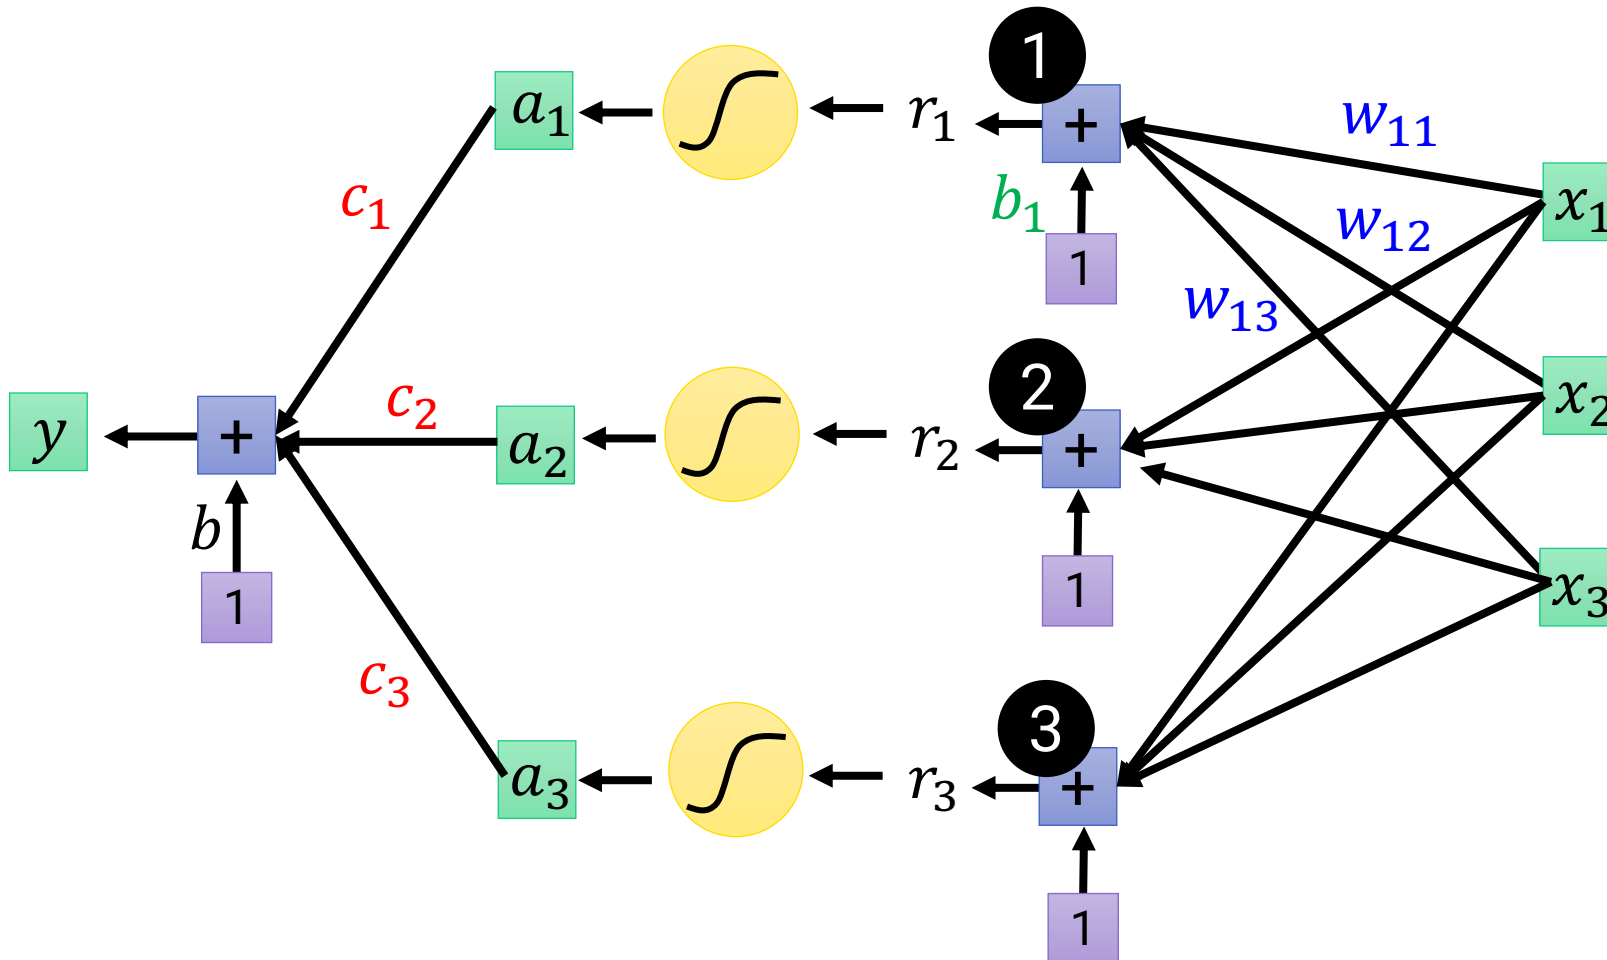 1
a₁
r₁
+
w₁₁
x₁
c₁
b₁
w₁₂
1
w₁₃
2
y
+
c₂
a₂
r₂
+
x₂
b
1
1
x₃
c₃
3
a₃
r₃
+
1